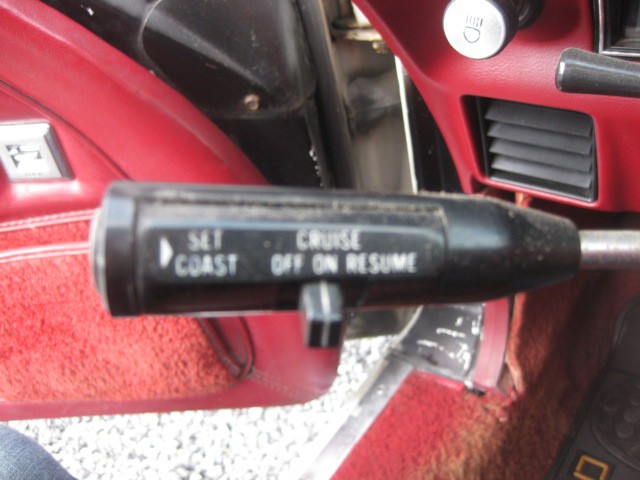 SET CRUISE
COAST OFF ON RESUME